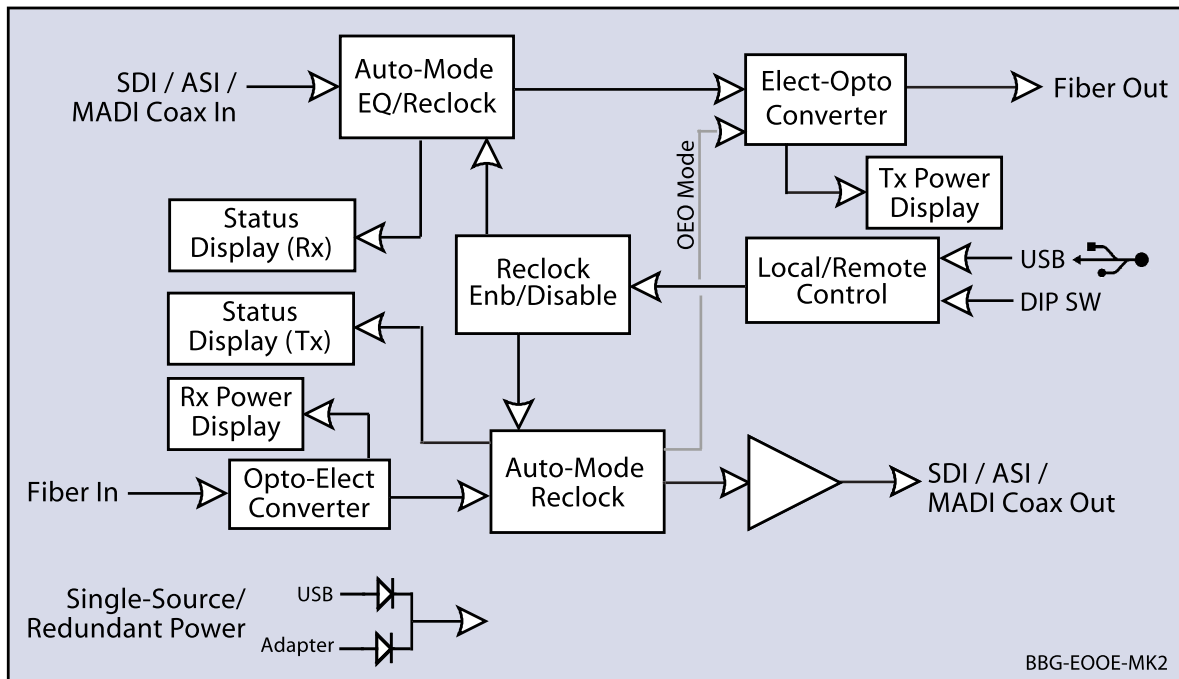 SDI / ASI /
MADI Coax In
Auto-Mode
EQ/Reclock
Elect-Opto
Converter
Fiber Out
Tx Power
Display
OEO Mode
Status
Display (Rx)
Reclock
Enb/Disable
Local/Remote
Control
USB
DIP SW
Status
Display (Tx)
Rx Power
Display
Fiber In
Opto-Elect
Converter
Auto-Mode
Reclock
SDI / ASI /
MADI Coax Out
Single-Source/
Redundant Power
USB
Adapter
BBG-EOOE-MK2